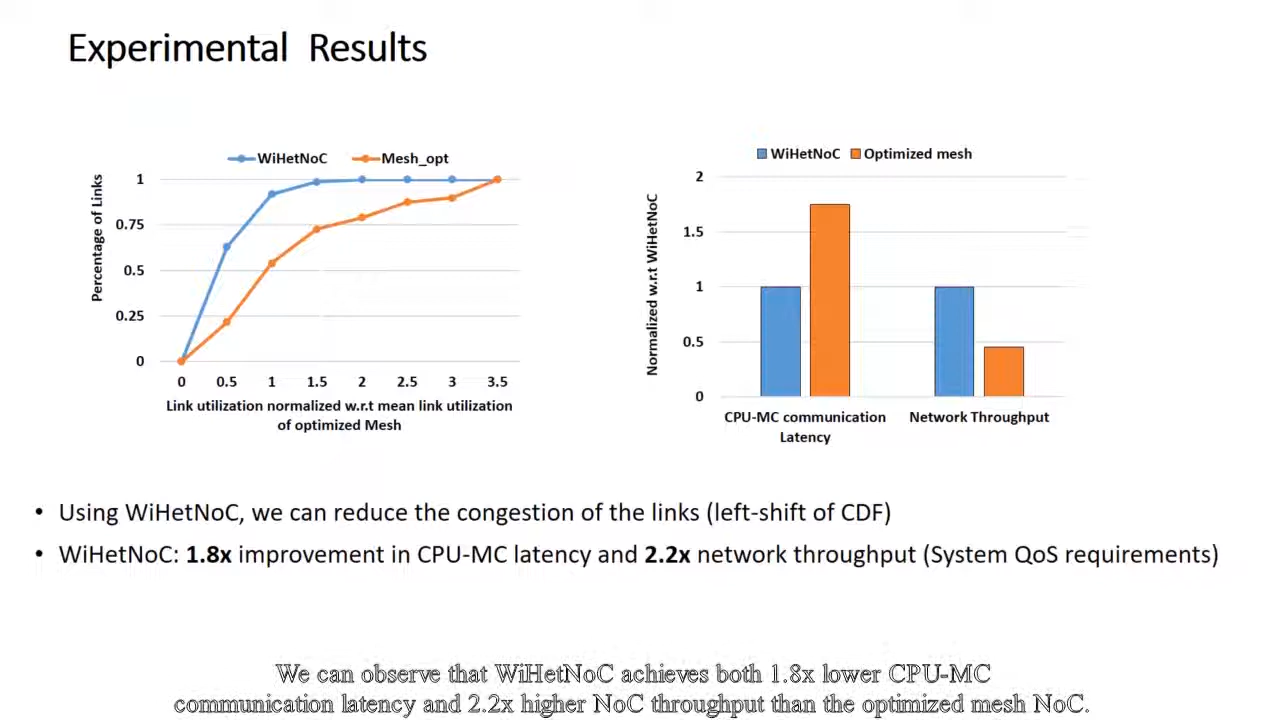 Experimental Results
WiHetNoC
Mesh_opt
Percentage of Links
1
0.75
0.5
0.25
0
0 0.5 1 1.5 2 2.5 3 3.5
Link utilization normalized w.r.t mean link utilization
of optimized Mesh
WiHetNoC
Optimized mesh
Normalized w.r.t WiHetNoC
2
1.5
1
0.5
0
CPU-MC communication
Latency
Network Throughput
• Using WiHetNoC, we can reduce the congestion of the links (left-shift of CDF)
• WiHetNoC: 1.8x improvement in CPU-MC latency and 2.2x network throughput (System QoS requirements)
We can observe that WiHetNoC achieves both 1.8x lower CPU-MC
communication latency and 2.2x higher NoC throughput than the optimized mesh NoC.